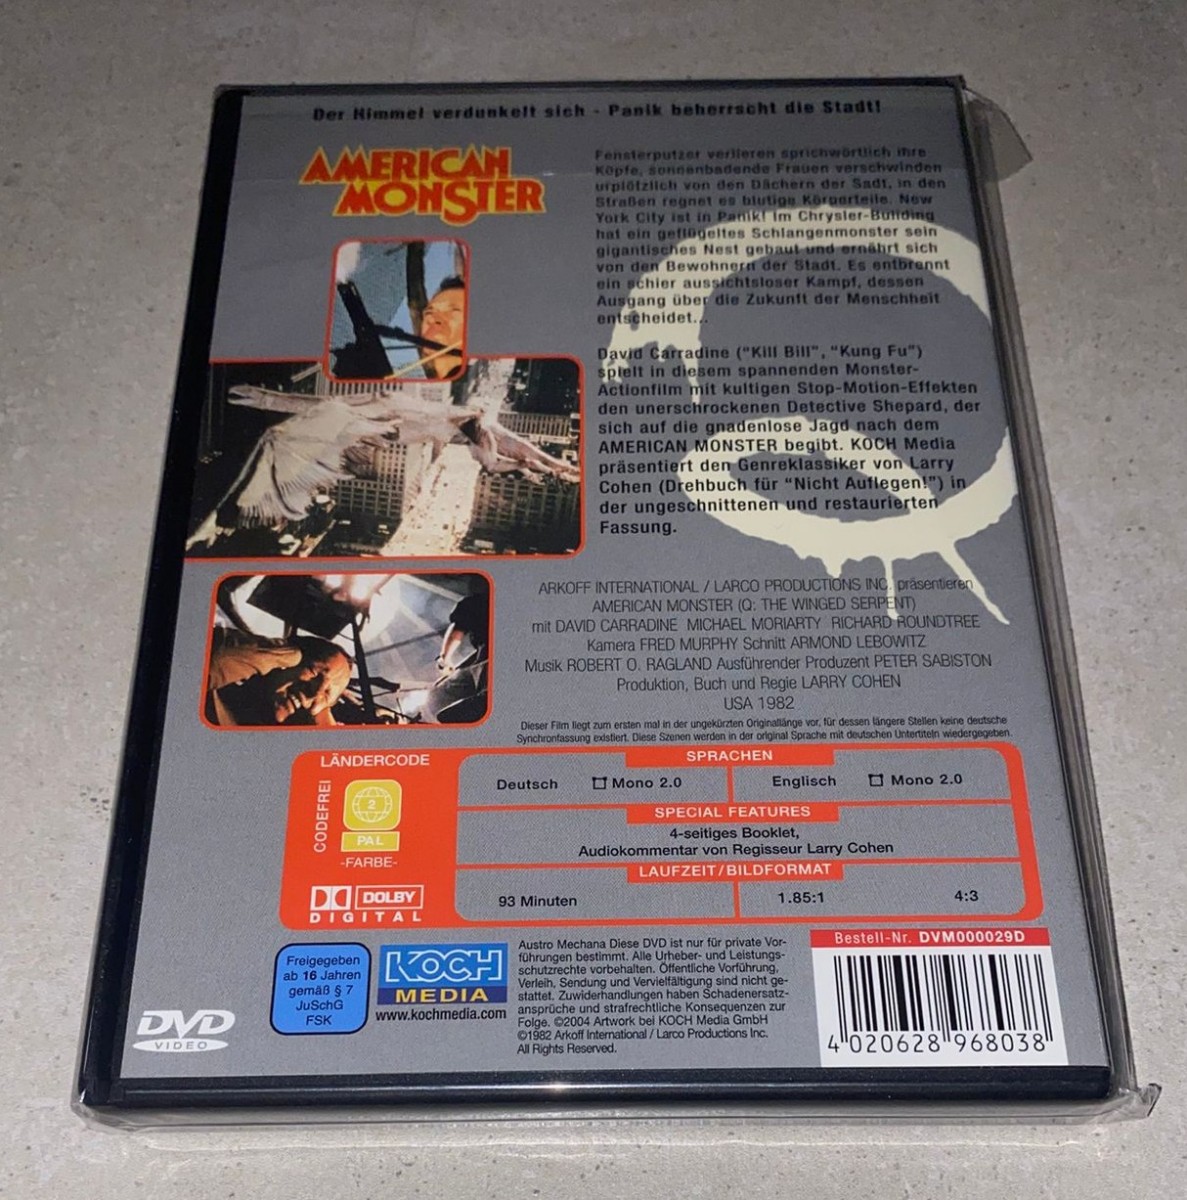 Der Himmel verdunkelt sich - Panik beherrscht die Stadt!
AMERICAN
MONSTER
Fensterputzer verlieren sprichwörtlich ihre
Köpfe, sonnenbadende Frauen verschwinden
urplötzlich von den Dächern der Sadt, in den
Straßen regnet es blutige Körperteile. New
York City ist in Panik! Im Chrysler-Building
hat ein geflügeltes Schlangenmonster sein
gigantisches Nest gebaut und ernährt sich
von den Bewohnern der Stadt. Es entbrennt
ein schier aussichtsloser Kampf, dessen
Ausgang über die Zukunft der Menschheit
entscheidet...
David Carradine ("Kill Bill", "Kung Fu")
spielt in diesem spannenden Monster-
Actionfilm mit kultigen Stop-Motion-Effekten
den unerschrockenen Detective Shepard, der
sich auf die gnadenlose Jagd nach dem
AMERICAN MONSTER begibt. KOCH Media
präsentiert den Genreklassiker von Larry
Cohen (Drehbuch für "Nicht Auflegen!") in
der ungeschnittenen und restaurierten
Fassung.
ARKOFF INTERNATIONAL / LARCO PRODUCTIONS INC. präsentieren
AMERICAN MONSTER (Q: THE WINGED SERPENT)
mit DAVID CARRADINE MICHAEL MORIARTY RICHARD ROUNDTREE
Kamera FRED MURPHY Schnitt ARMOND LEBOWITZ
Musik ROBERT O. RAGLAND Ausführender Produzent PETER SABISTON
Produktion, Buch und Regie LARRY COHEN
USA 1982
Dieser Film liegt zum ersten mal in der ungekürzten Originallänge vor, für dessen längere Stellen keine deutsche
Synchronfassung existiert. Diese Szenen werden in der original Sprache mit deutschen Untertiteln wiedergegeben.
LÄNDERCODE
CODEFREI
2
PAL
-FARBE-
DOLBY
DIGITAL
SPRACHEN
Deutsch Mono 2.0 Englisch Mono 2.0
SPECIAL FEATURES
4-seitiges Booklet,
Audiokommentar von Regisseur Larry Cohen
LAUFZEIT/BILDFORMAT
93 Minuten 1.85:1 4:3
DVD
VIDEO
Freigegeben
ab 16 Jahren
gemäß § 7
JuSchG
FSK
KOCH
MEDIA
www.kochmedia.com
Austro Mechana Diese DVD ist nur für private Vor-
führungen bestimmt. Alle Urheber- und Leistungs-
schutzrechte vorbehalten. Öffentliche Vorführung,
Verleih, Sendung und Vervielfältigung sind nicht ge-
stattet. Zuwiderhandlungen haben Schadenersatz-
ansprüche und strafrechtliche Konsequenzen zur
Folge. ©2004 Artwork bei KOCH Media GmbH
©1982 Arkoff International / Larco Productions Inc.
All Rights Reserved.
Bestell-Nr. DVM000029D
4 020628 968038